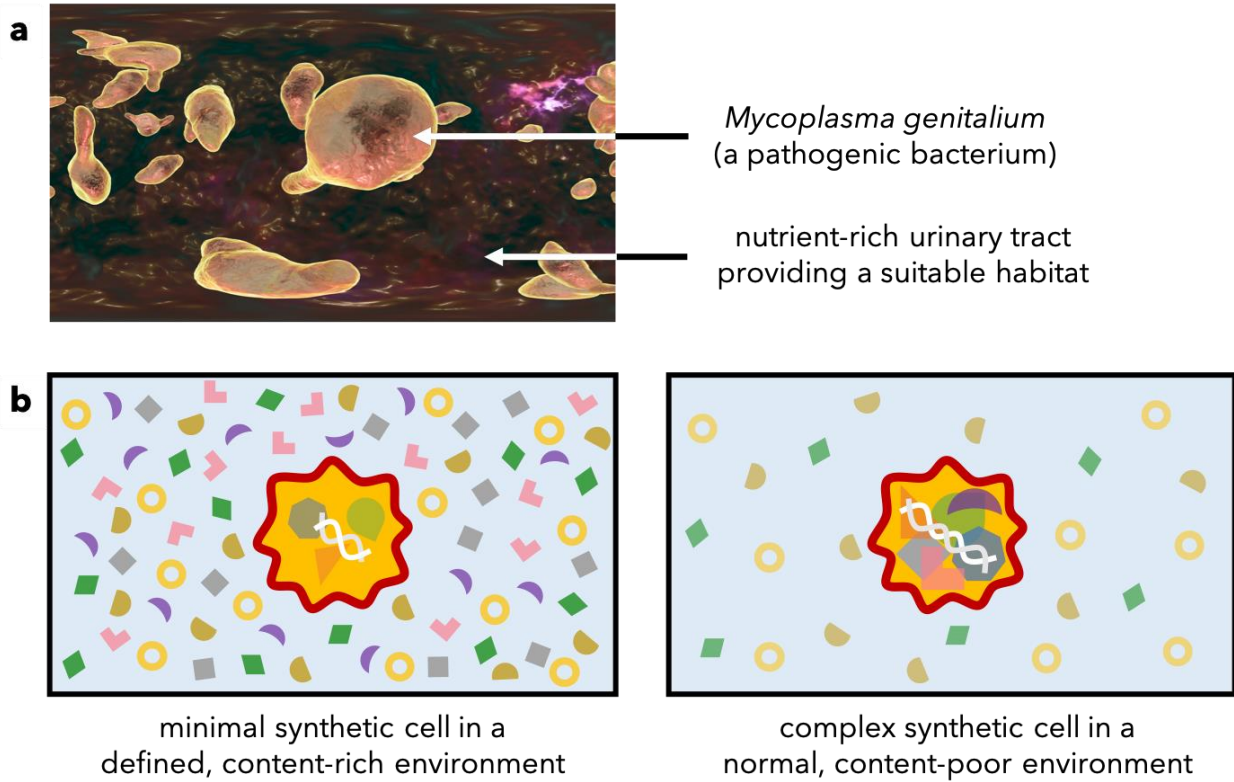 a
Mycoplasma genitalium
(a pathogenic bacterium)
nutrient-rich urinary tract
providing a suitable habitat
b
minimal synthetic cell in a
defined, content-rich environment
complex synthetic cell in a
normal, content-poor environment